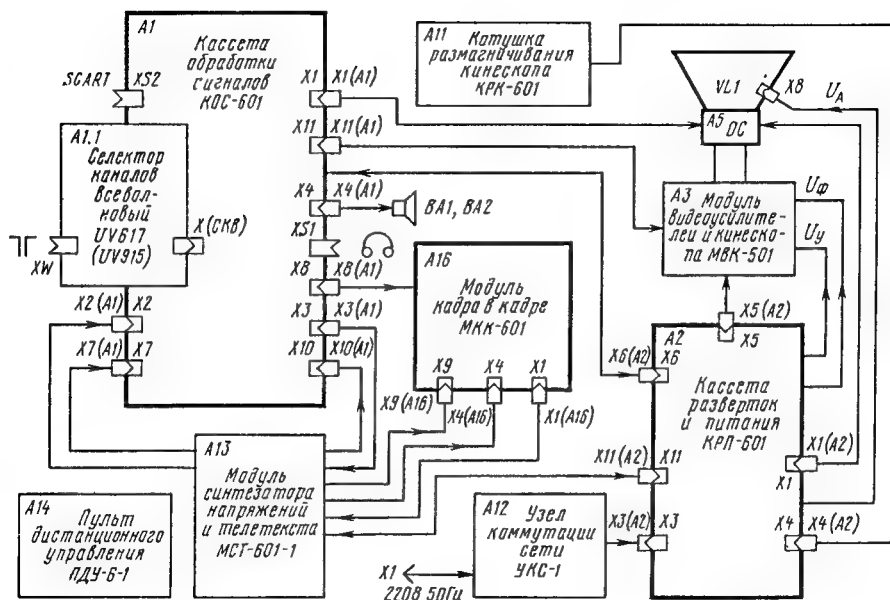 A1
Кассета
обработки
сигналов
КОС-601
SCART
XS2
A1.1
Селектор
каналов
всевол-
новый
UV617
(UV915)
XW
X(СКВ)
X2(A1)
X2
X7(A1)
X7
X1
X1(A1)
X11
X11(A1)
X4
X4(A1)
BA1, BA2
XS1
X8
X8(A1)
X3
X3(A1)
X10
X10(A1)
A11
Катушка
размагничивания
кинескопа
КРК-601
VL1
X8
UA
A5
ОС
A3
Модуль
видеоусилите-
лей и кинеско-
па МВК-501
Uф
Uу
X5(A2)
X5
A16
Модуль
кадра в кадре
МКК-601
X9
X4
X1
X9(A16)
X4(A16)
X1(A16)
A2
X6(A2)
X6
Кассета
разверток
и питания
КРП-601
X11(A2)
X11
X1(A2)
X1
X3(A2)
X3
X4
X4(A2)
A13
Модуль
синтезатора
напряжений
и телетекста
МСТ-601-1
A14
Пульт
дистанционного
управления
ПДУ-6-1
A12
Узел
коммутации
сети
УКС-1
X1
220В 50Гц